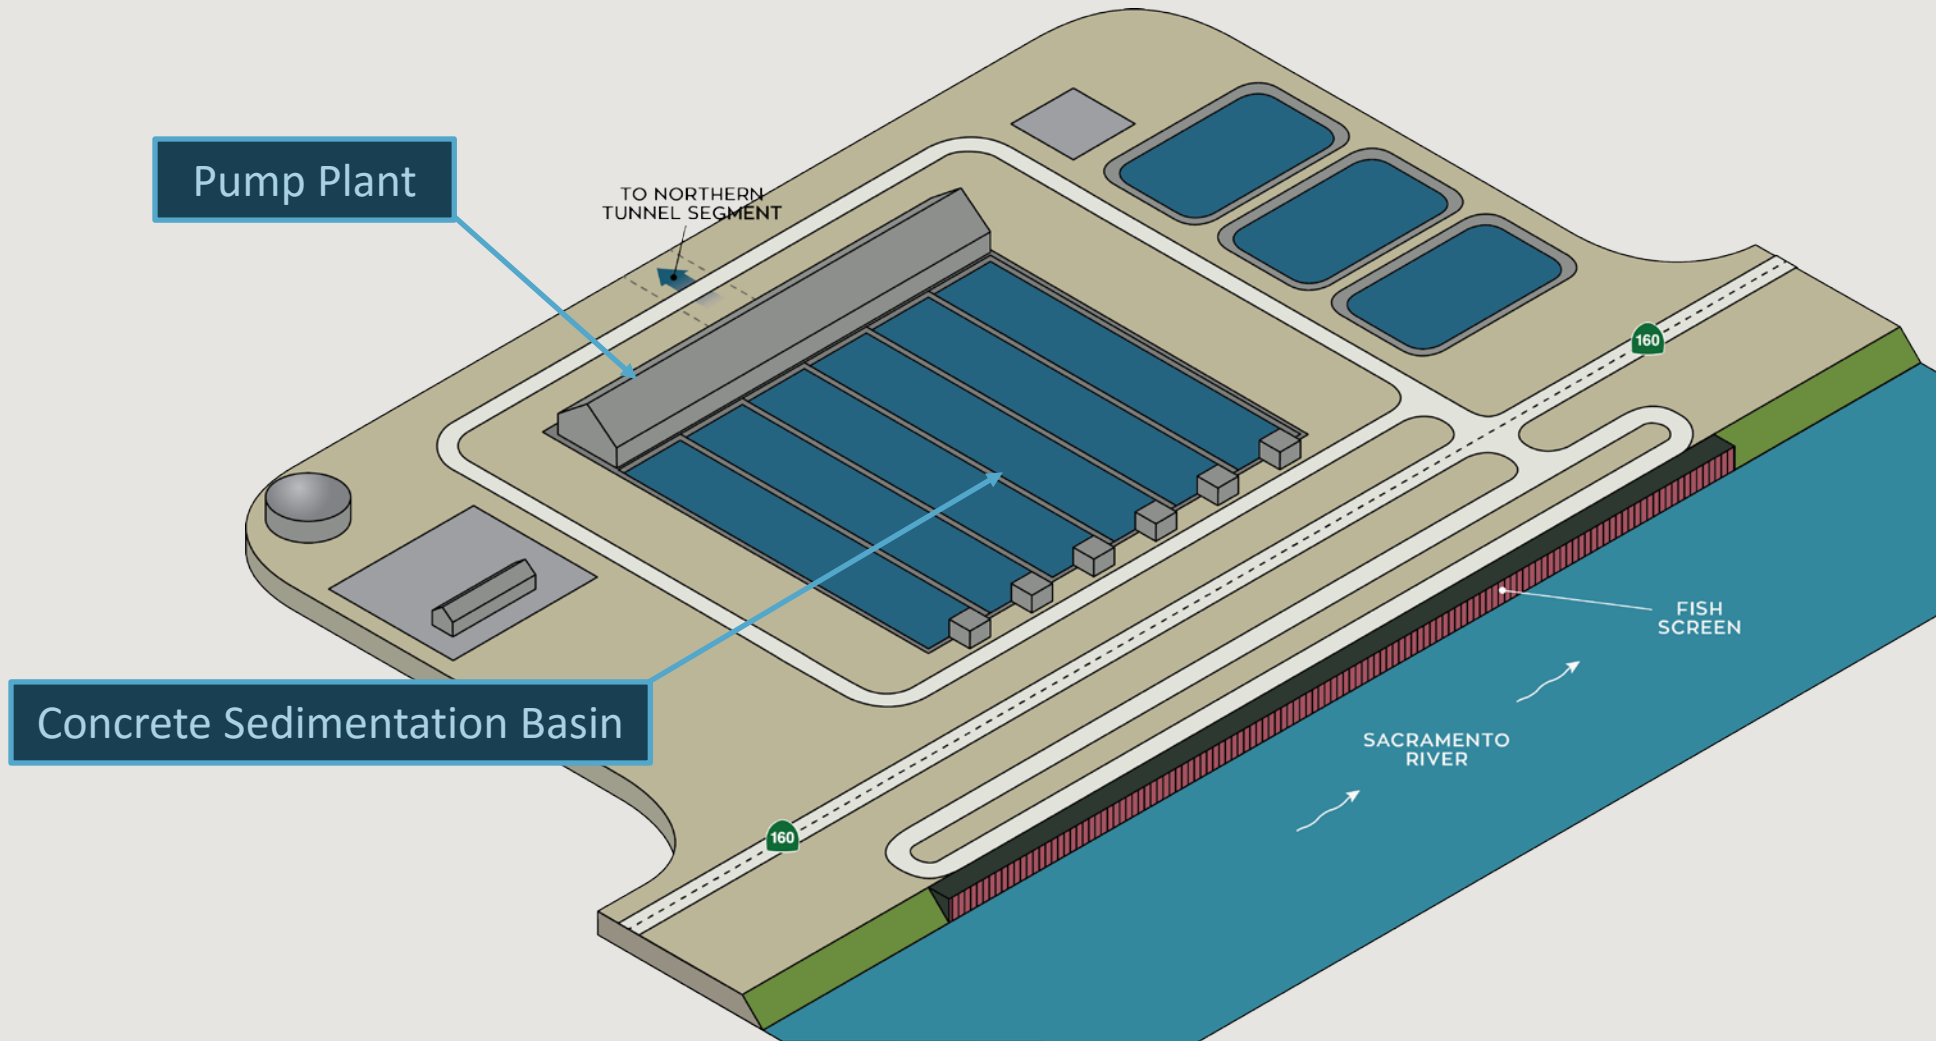 Pump Plant
TO NORTHERN
TUNNEL SEGMENT
160
Concrete Sedimentation Basin
FISH
SCREEN
SACRAMENTO
RIVER
160